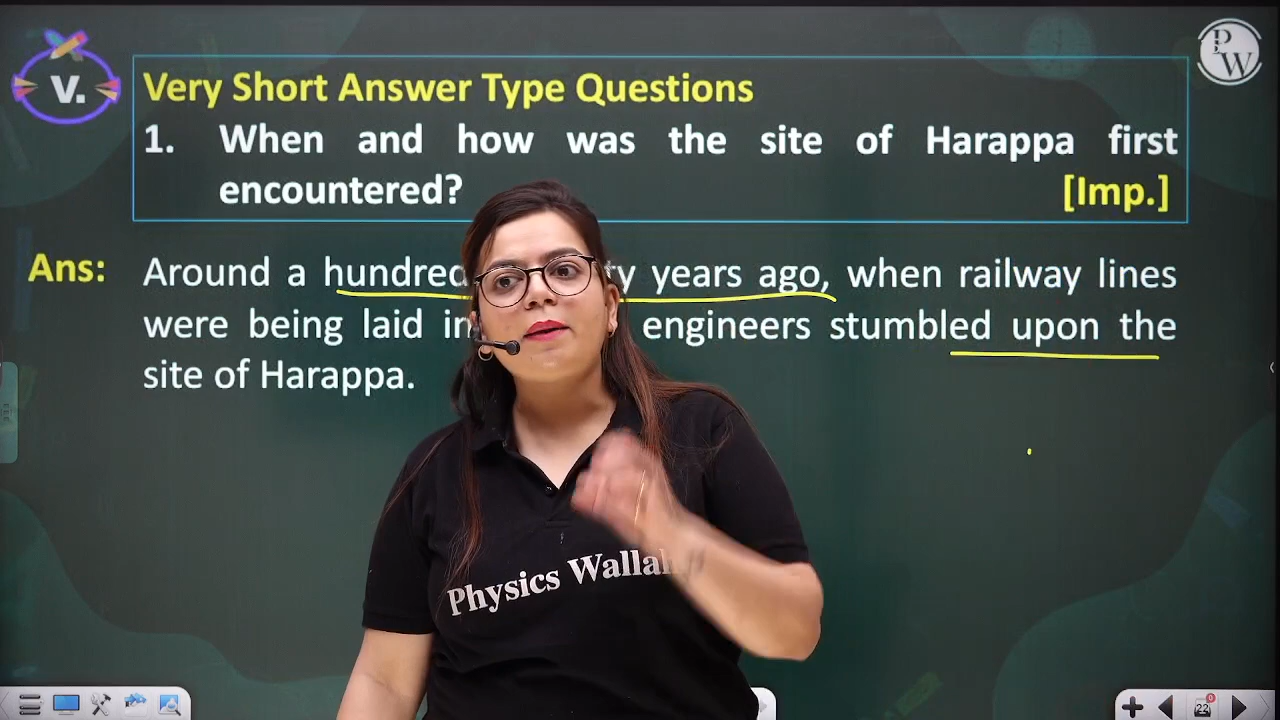 V.
Very Short Answer Type Questions
1. When and how was the site of Harappa first
encountered? [Imp.]
Ans: Around a hundred ty years ago, when railway lines
were being laid in engineers stumbled upon the
site of Harappa.
Physics Wallah
PW
22